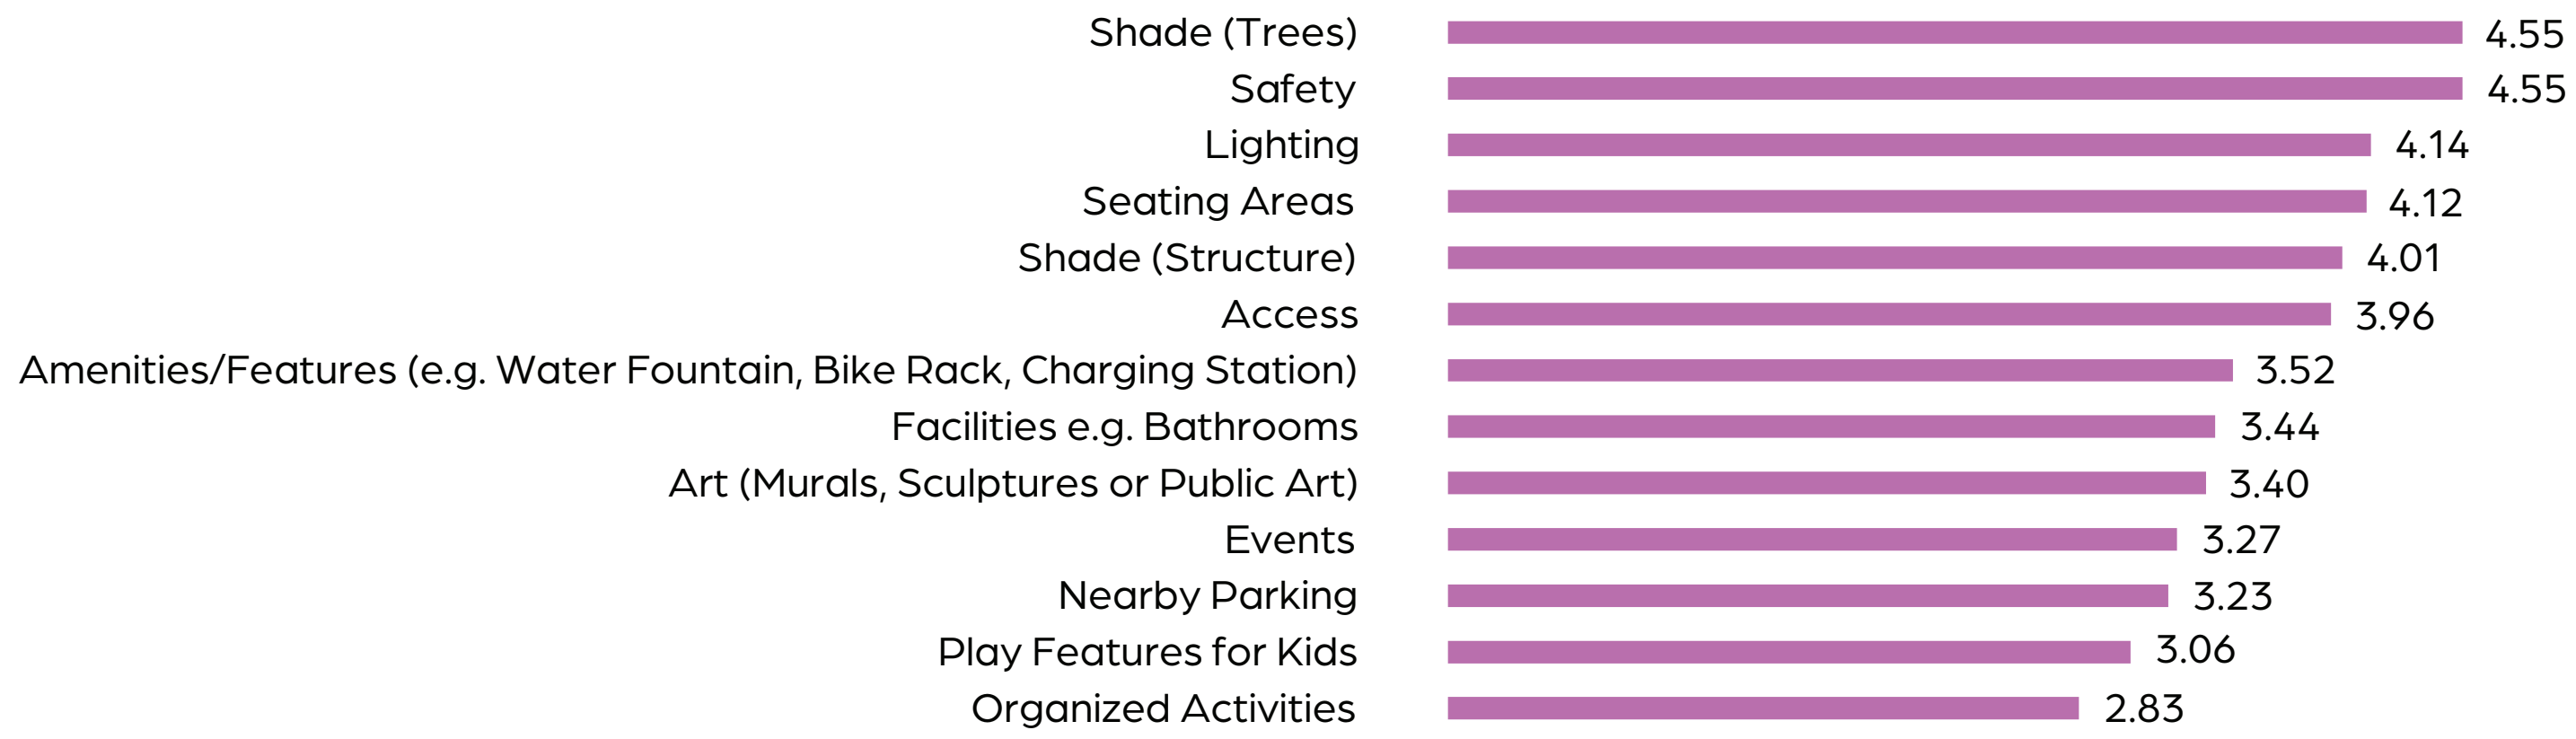 Shade (Trees) 4.55
Safety 4.55
Lighting 4.14
Seating Areas 4.12
Shade (Structure) 4.01
Access 3.96
Amenities/Features (e.g. Water Fountain, Bike Rack, Charging Station) 3.52
Facilities e.g. Bathrooms 3.44
Art (Murals, Sculptures or Public Art) 3.40
Events 3.27
Nearby Parking 3.23
Play Features for Kids 3.06
Organized Activities 2.83